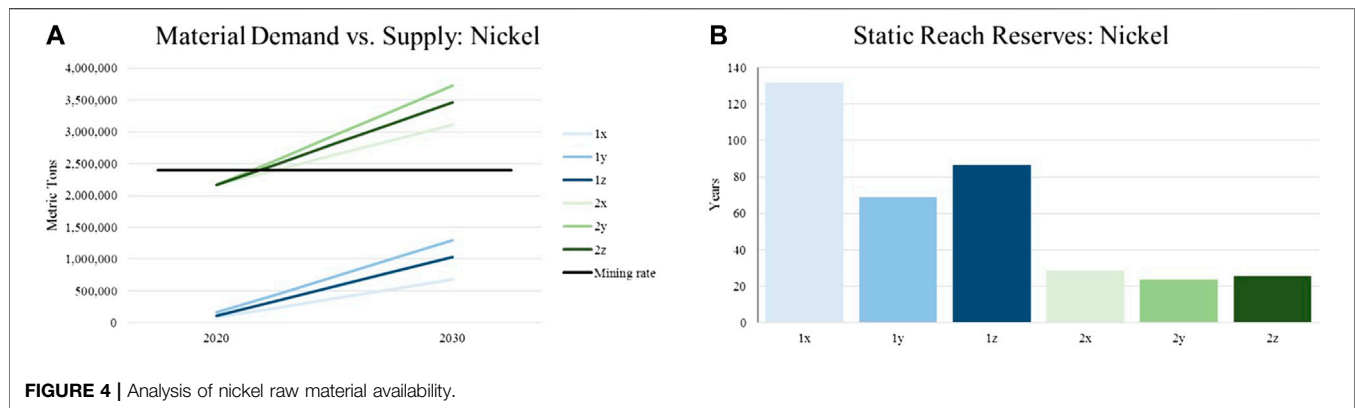 A
Material Demand vs. Supply: Nickel
Metric Tons
4,000,000
3,500,000
3,000,000
2,500,000
2,000,000
1,500,000
1,000,000
500,000
0
2020
2030
1x
1y
1z
2x
2y
2z
Mining rate
B
Static Reach Reserves: Nickel
Years
140
120
100
80
60
40
20
0
1x
1y
1z
2x
2y
2z
FIGURE 4 | Analysis of nickel raw material availability.